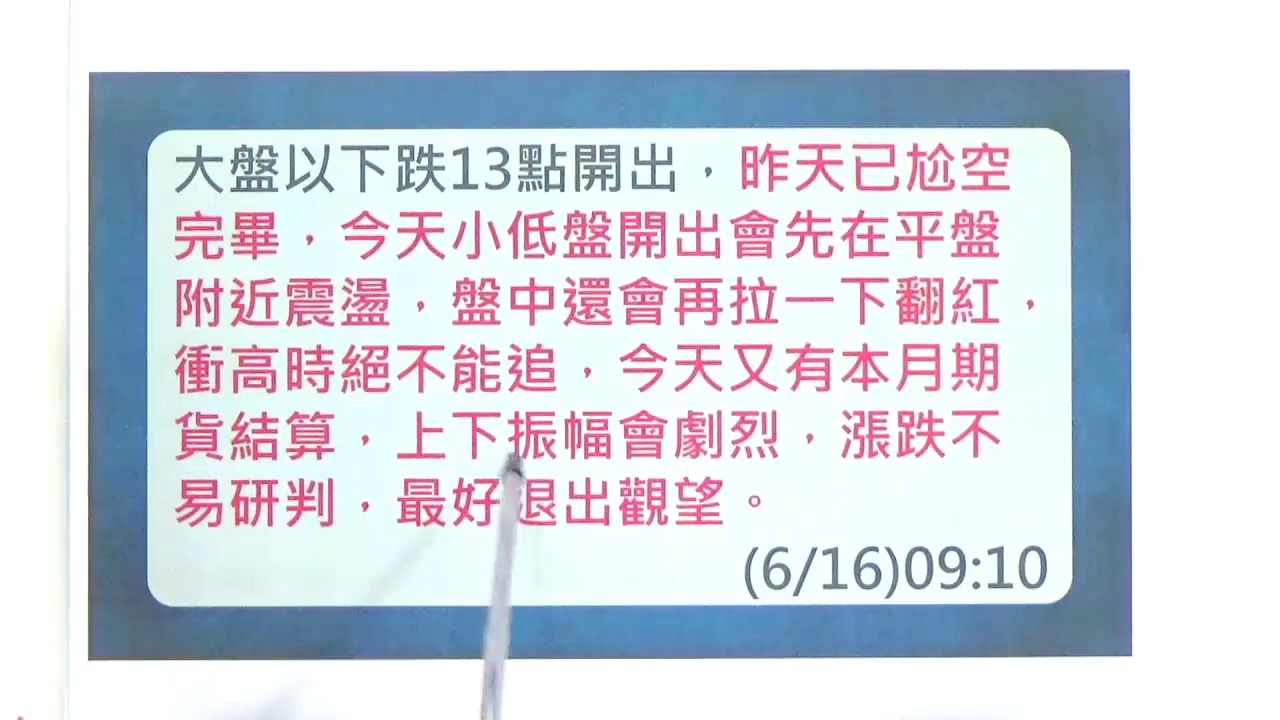 大盤以下跌13點開出，昨天已尬空
完畢，今天小低盤開出會先在平盤
附近震盪，盤中還會再拉一下翻紅，
衝高時絕不能追，今天又有本月期
貨結算，上下振幅會劇烈，漲跌不
易研判，最好退出觀望。
(6/16)09:10